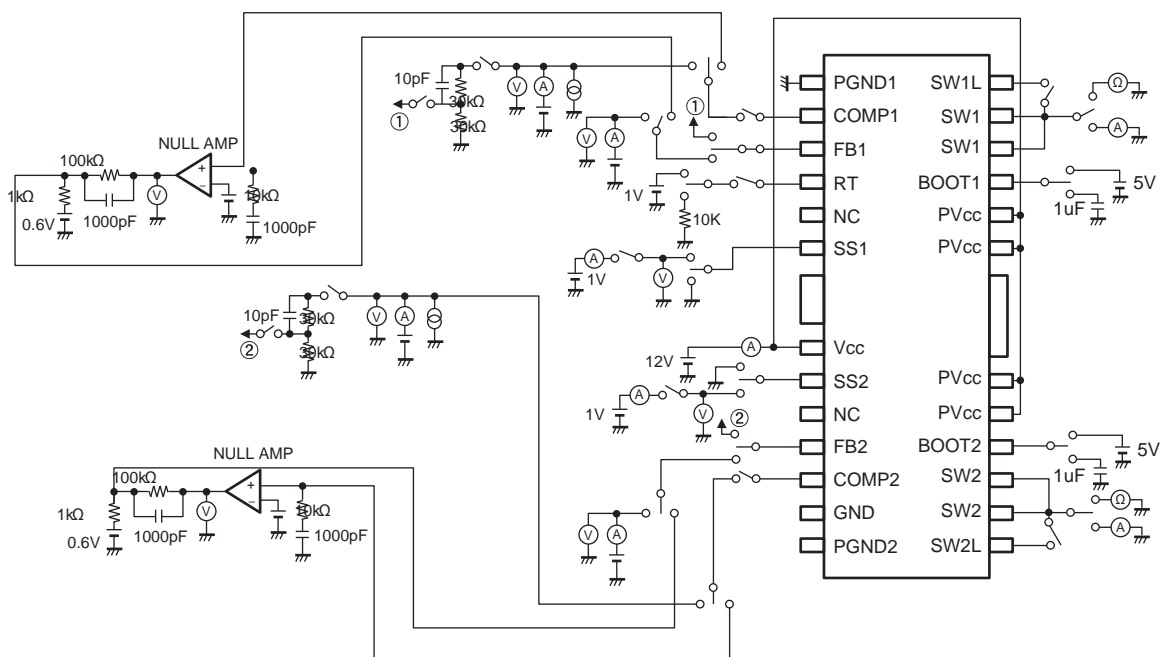 10pF
30kΩ
30kΩ
①
V
A
①
V
A
NULL AMP
100kΩ
+
−
1kΩ
V
10kΩ
0.6V
1000pF
1000pF
1V
10K
A
1V
V
10pF
30kΩ
30kΩ
②
V
A
12V
A
A
1V
V
②
NULL AMP
100kΩ
+
−
1kΩ
V
10kΩ
0.6V
1000pF
1000pF
V
A
PGND1
COMP1
FB1
RT
NC
SS1
Vcc
SS2
NC
FB2
COMP2
GND
PGND2
SW1L
SW1
SW1
BOOT1
PVcc
PVcc
PVcc
PVcc
BOOT2
SW2
SW2
SW2L
Ω
A
5V
1uF
5V
1uF
Ω
A